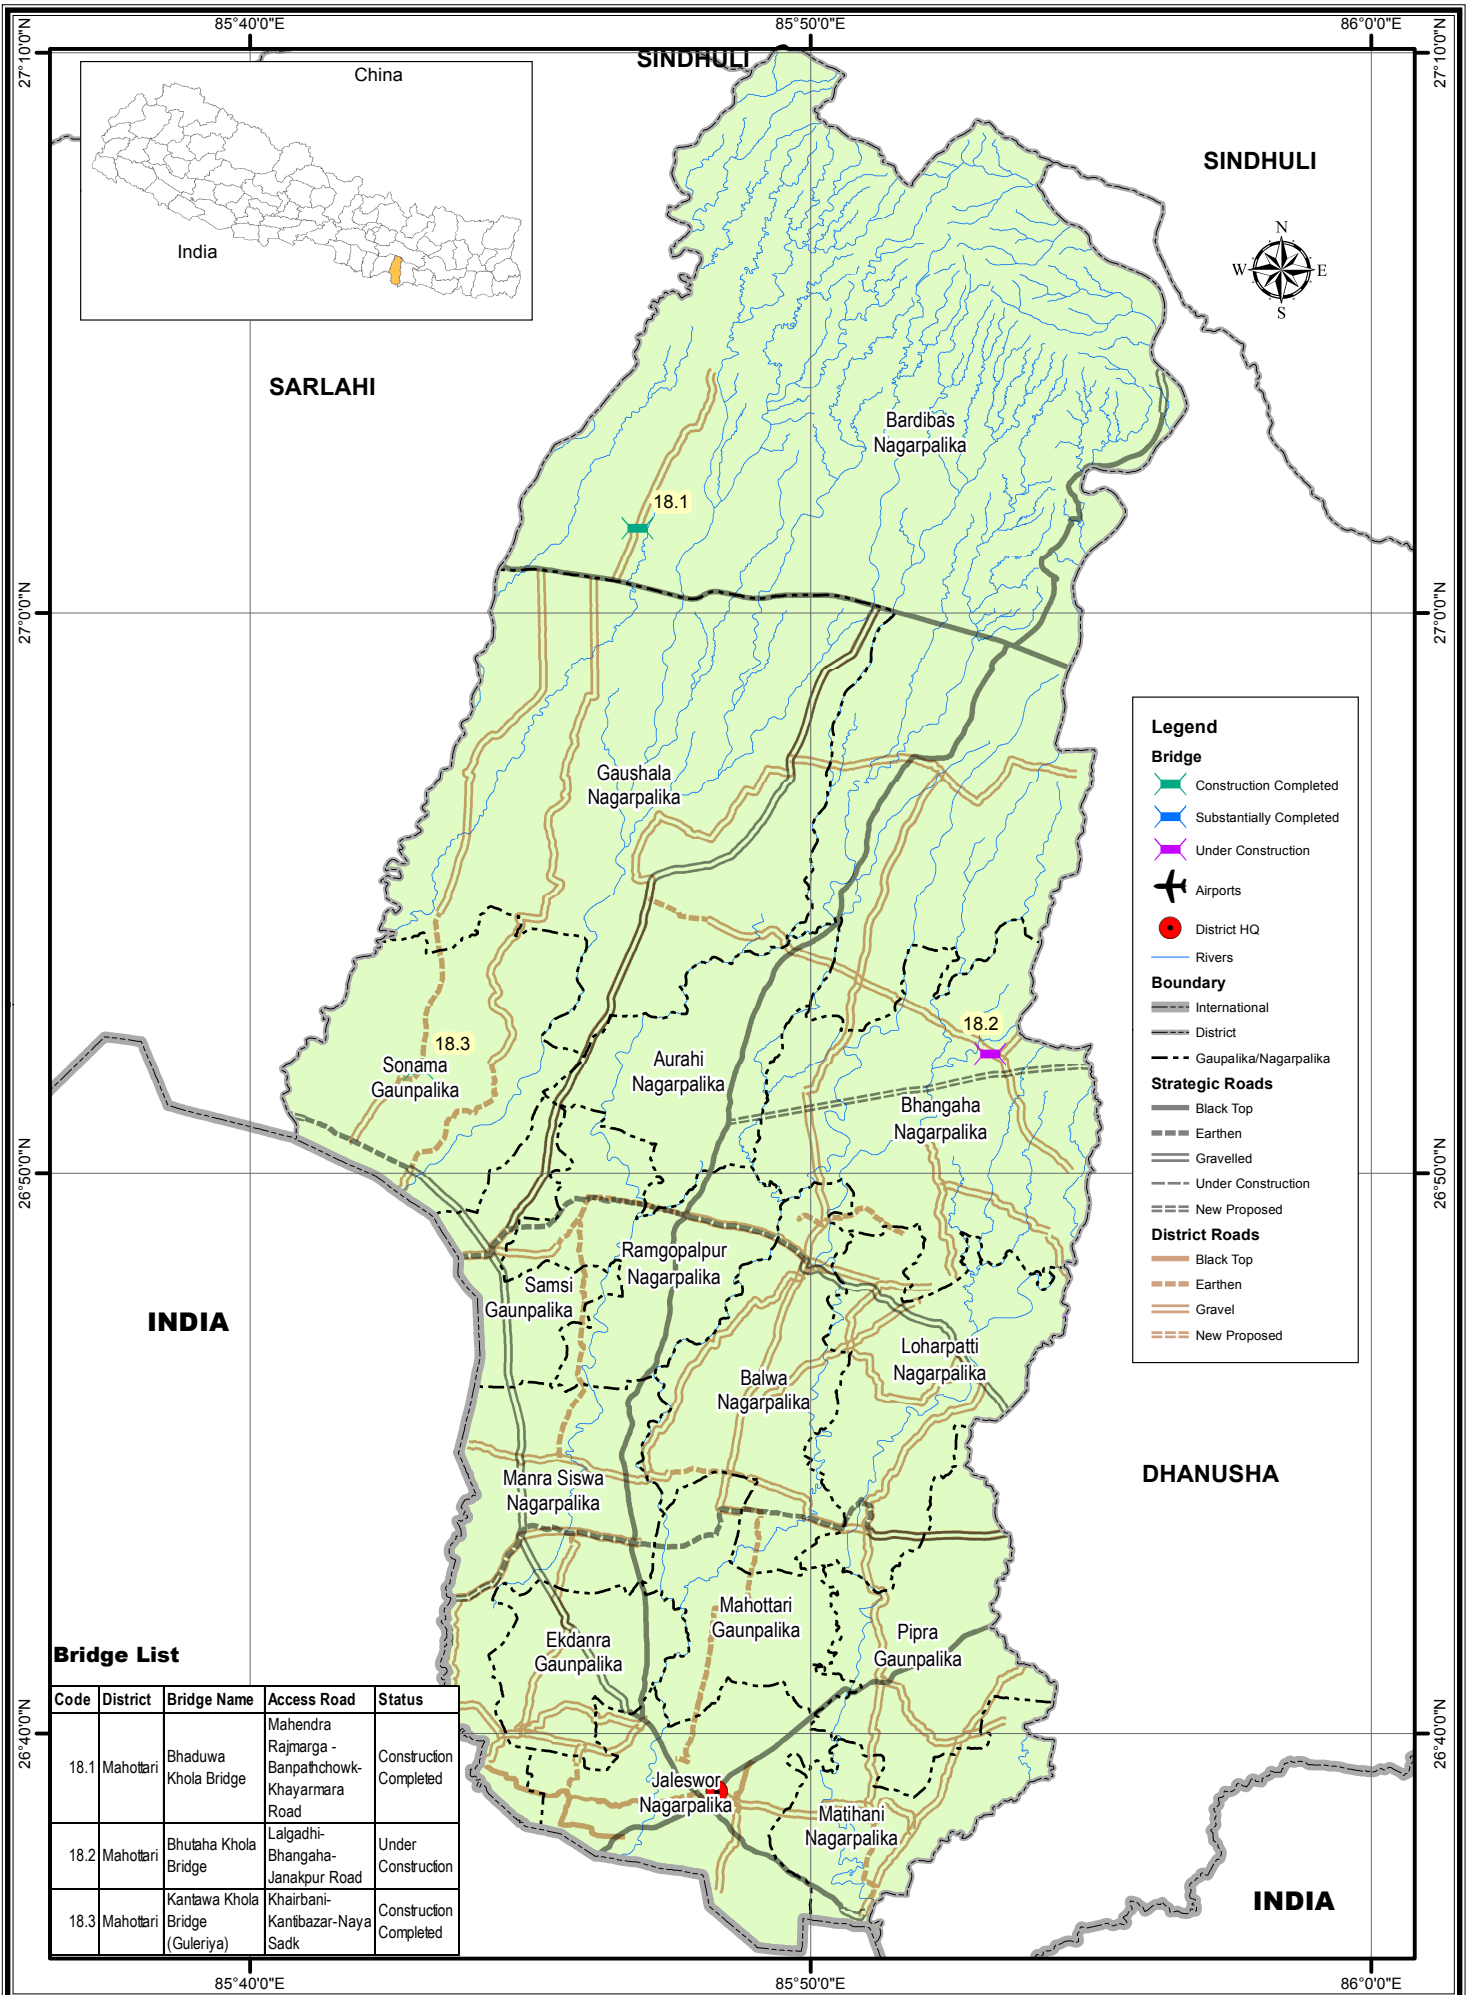 85°40'0"E
85°50'0"E
86°0'0"E
27°10'0"N
27°10'0"N
SINDHULI
China
India
SINDHULI
N
W
E
S
SARLAHI
Bardibas
Nagarpalika
18.1
27°0'0"N
27°0'0"N
Gaushala
Nagarpalika
Legend
Bridge
Construction Completed
Substantially Completed
Under Construction
Airports
District HQ
Rivers
Boundary
International
District
Gaupalika/Nagarpalika
Strategic Roads
Black Top
Earthen
Gravelled
Under Construction
New Proposed
District Roads
Black Top
Earthen
Gravel
New Proposed
18.2
18.3
Sonama
Gaunpalika
Aurahi
Nagarpalika
Bhangaha
Nagarpalika
26°50'0"N
26°50'0"N
Ramgopalpur
Nagarpalika
Samsi
Gaunpalika
INDIA
Loharpatti
Nagarpalika
Balwa
Nagarpalika
Manra Siswa
Nagarpalika
DHANUSHA
Mahottari
Gaunpalika
Pipra
Gaunpalika
Ekdanra
Gaunpalika
26°40'0"N
26°40'0"N
Jaleswor
Nagarpalika
Matihani
Nagarpalika
INDIA
Bridge List
Code District Bridge Name Access Road Status
18.1 Mahottari Bhaduwa Khola Bridge Mahendra Rajmarga - Banpathchowk- Khayarmara Road Construction Completed
18.2 Mahottari Bhutaha Khola Bridge Lalgadhi- Bhangaha- Janakpur Road Under Construction
18.3 Mahottari Kantawa Khola Bridge (Guleriya) Khairbani- Kantibazar-Naya Sadk Construction Completed
85°40'0"E
85°50'0"E
86°0'0"E